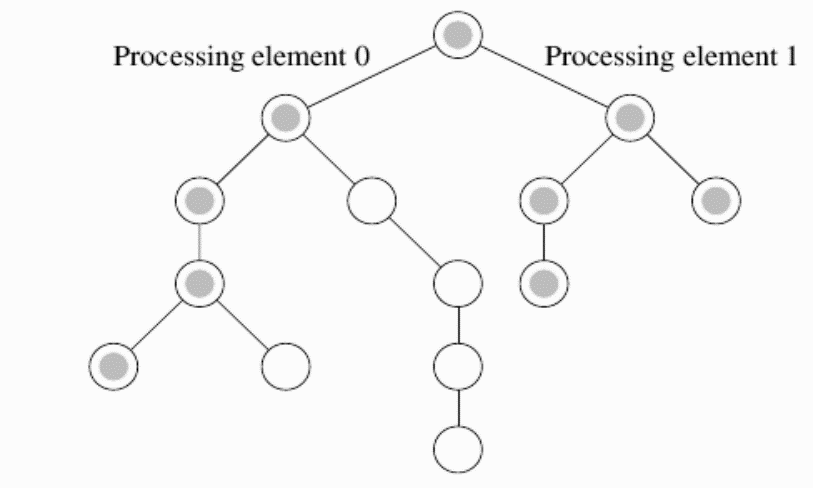 Processing element 0
Processing element 1